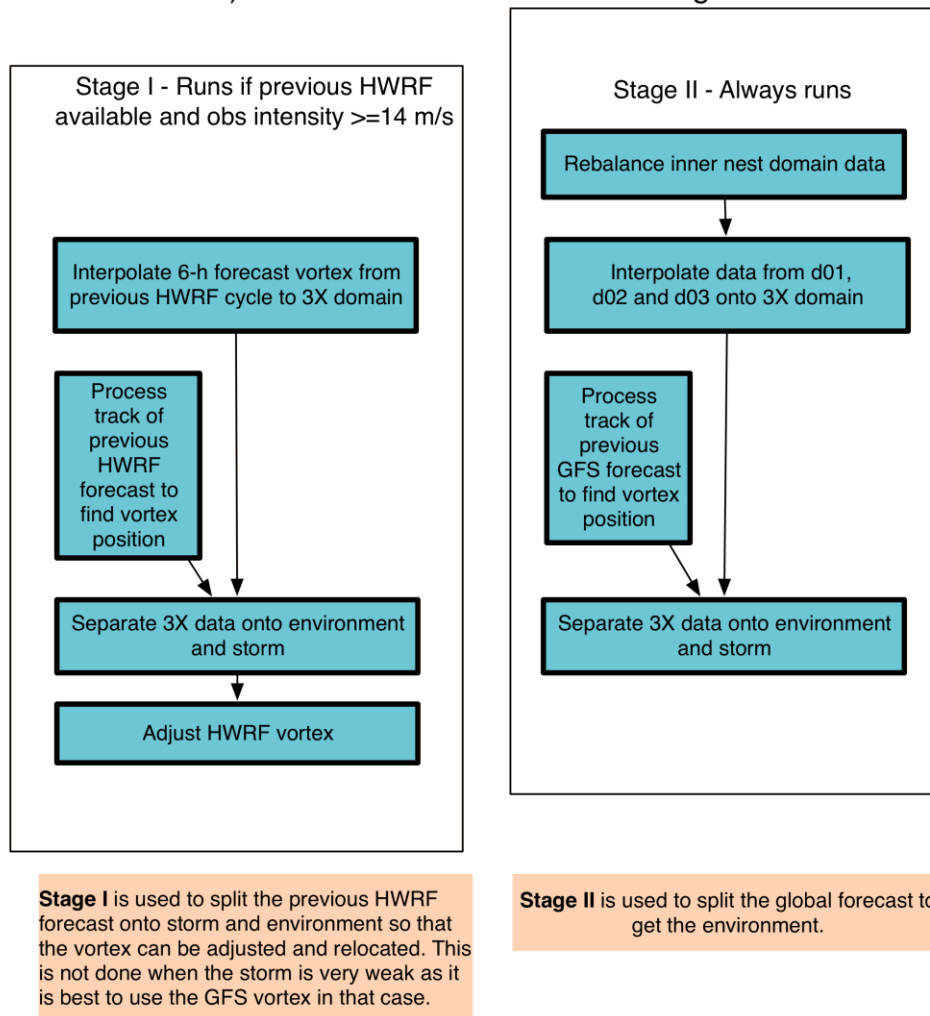 Stage I - Runs if previous HWRF
available and obs intensity >=14 m/s
Interpolate 6-h forecast vortex from
previous HWRF cycle to 3X domain
Process
track of
previous
HWRF
forecast to
find vortex
position
Separate 3X data onto environment
and storm
Adjust HWRF vortex
Stage I is used to split the previous HWRF
forecast onto storm and environment so that
the vortex can be adjusted and relocated. This
is not done when the storm is very weak as it
is best to use the GFS vortex in that case.
Stage II - Always runs
Rebalance inner nest domain data
Interpolate data from d01,
d02 and d03 onto 3X domain
Process
track of
previous
GFS forecast
to find vortex
position
Separate 3X data onto environment
and storm
Stage II is used to split the global forecast to
get the environment.